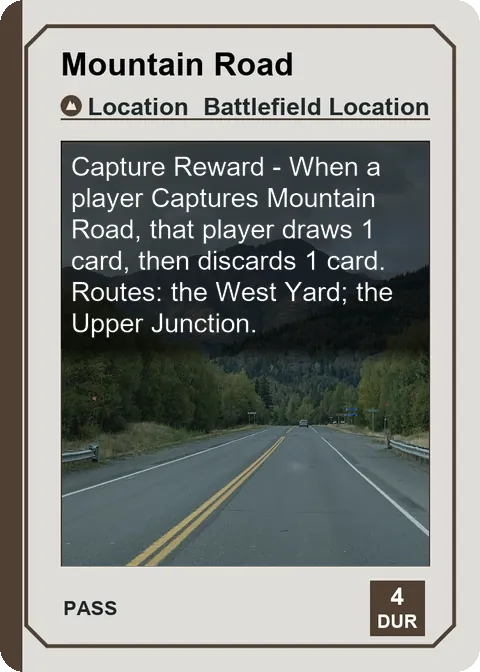 Mountain Road
Location Battlefield Location
Capture Reward - When a
player Captures Mountain
Road, that player draws 1
card, then discards 1 card.
Routes: the West Yard; the
Upper Junction.
PASS
4
DUR